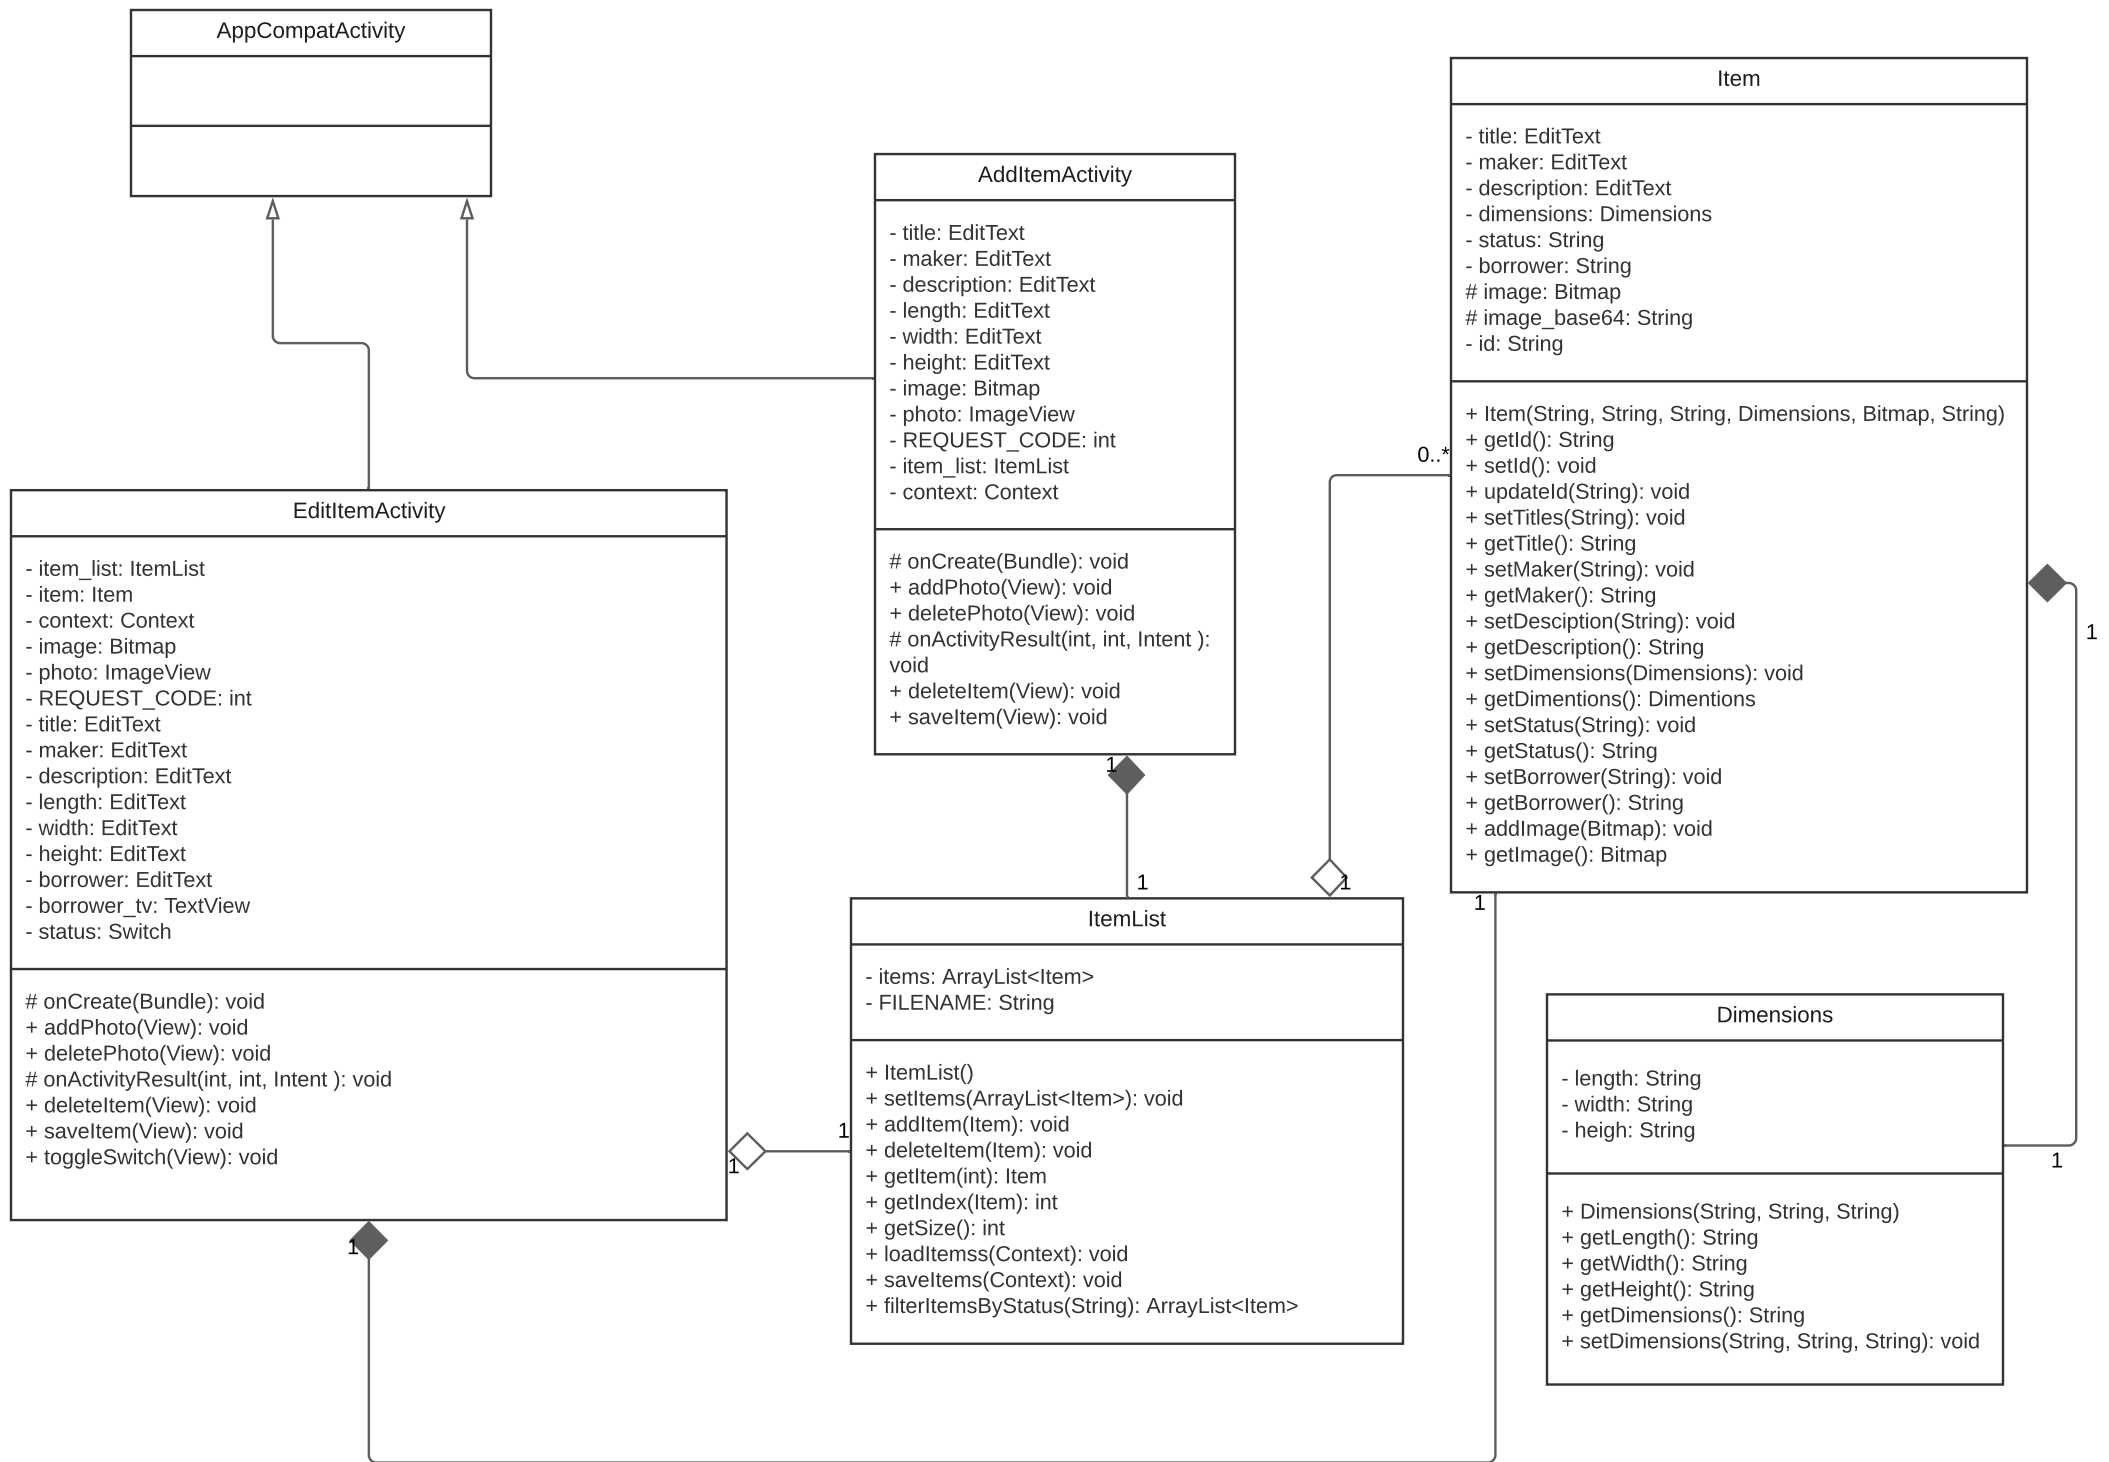 AppCompatActivity
Item
- title: EditText
- maker: EditText
- description: EditText
- dimensions: Dimensions
- status: String
- borrower: String
# image: Bitmap
# image_base64: String
- id: String
+ Item(String, String, String, Dimensions, Bitmap, String)
+ getId(): String
+ setId(): void
+ updateId(String): void
+ setTitles(String): void
+ getTitle(): String
+ setMaker(String): void
+ getMaker(): String
+ setDesciption(String): void
+ getDescription(): String
+ setDimensions(Dimensions): void
+ getDimentions(): Dimentions
+ setStatus(String): void
+ getStatus(): String
+ setBorrower(String): void
+ getBorrower(): String
+ addImage(Bitmap): void
+ getImage(): Bitmap
AddItemActivity
- title: EditText
- maker: EditText
- description: EditText
- length: EditText
- width: EditText
- height: EditText
- image: Bitmap
- photo: ImageView
- REQUEST_CODE: int
- item_list: ItemList
- context: Context
# onCreate(Bundle): void
+ addPhoto(View): void
+ deletePhoto(View): void
# onActivityResult(int, int, Intent ):
void
+ deleteItem(View): void
+ saveItem(View): void
0..*
1
1
1
1
1
EditItemActivity
- item_list: ItemList
- item: Item
- context: Context
- image: Bitmap
- photo: ImageView
- REQUEST_CODE: int
- title: EditText
- maker: EditText
- description: EditText
- length: EditText
- width: EditText
- height: EditText
- borrower: EditText
- borrower_tv: TextView
- status: Switch
# onCreate(Bundle): void
+ addPhoto(View): void
+ deletePhoto(View): void
# onActivityResult(int, int, Intent ): void
+ deleteItem(View): void
+ saveItem(View): void
+ toggleSwitch(View): void
1
1
1
ItemList
- items: ArrayList<Item>
- FILENAME: String
+ ItemList()
+ setItems(ArrayList<Item>): void
+ addItem(Item): void
+ deleteItem(Item): void
+ getItem(int): Item
+ getIndex(Item): int
+ getSize(): int
+ loadItemss(Context): void
+ saveItems(Context): void
+ filterItemsByStatus(String): ArrayList<Item>
Dimensions
- length: String
- width: String
- heigh: String
+ Dimensions(String, String, String)
+ getLength(): String
+ getWidth(): String
+ getHeight(): String
+ getDimensions(): String
+ setDimensions(String, String, String): void
1